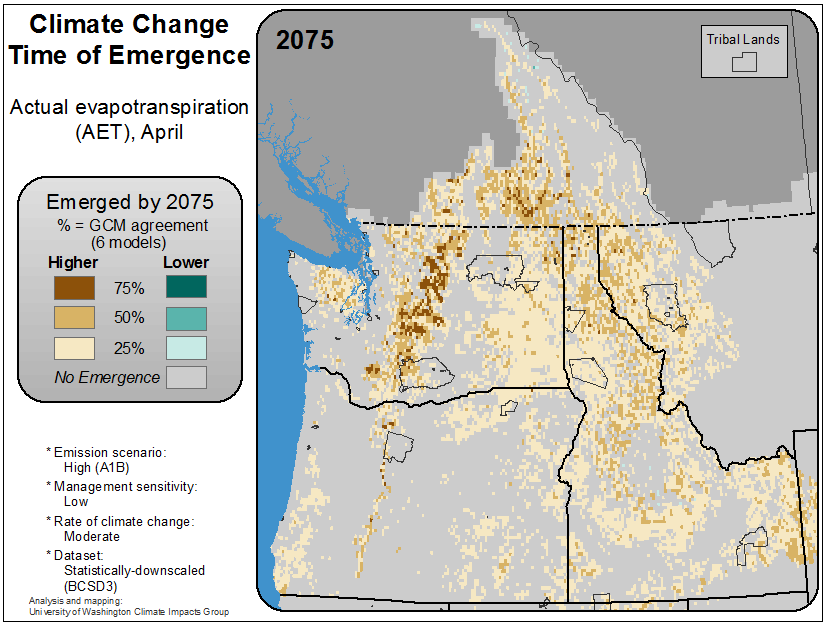 Climate Change
Time of Emergence
Actual evapotranspiration
(AET), April
Emerged by 2075
% = GCM agreement
(6 models)
Higher Lower
75%
50%
25%
No Emergence
* Emission scenario:
High (A1B)
* Management sensitivity:
Low
* Rate of climate change:
Moderate
* Dataset:
Statistically-downscaled
(BCSD3)
Analysis and mapping:
University of Washington Climate Impacts Group
2075
Tribal Lands